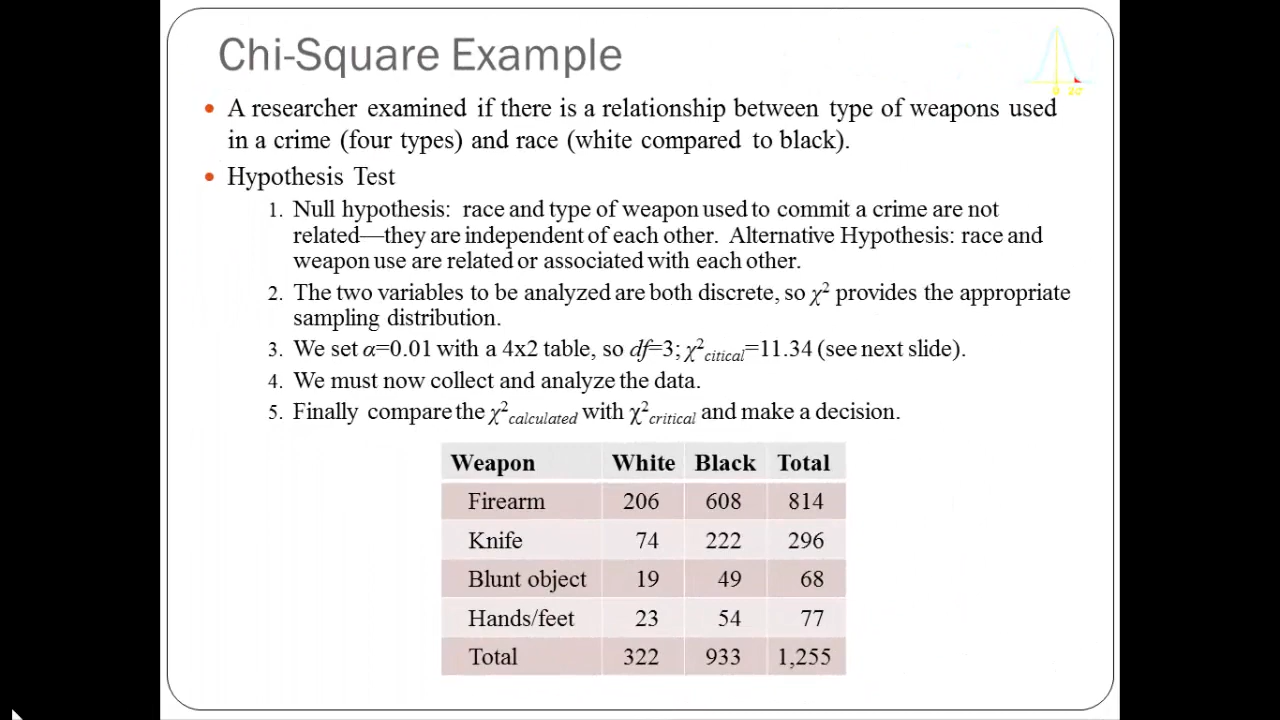 Chi-Square Example
A researcher examined if there is a relationship between type of weapons used
in a crime (four types) and race (white compared to black).
Hypothesis Test
1. Null hypothesis: race and type of weapon used to commit a crime are not
related—they are independent of each other. Alternative Hypothesis: race and
weapon use are related or associated with each other.
2. The two variables to be analyzed are both discrete, so χ² provides the appropriate
sampling distribution.
3. We set α=0.01 with a 4x2 table, so df=3; χ²citical=11.34 (see next slide).
4. We must now collect and analyze the data.
5. Finally compare the χ²calculated with χ²critical and make a decision.
Weapon White Black Total
Firearm 206 608 814
Knife 74 222 296
Blunt object 19 49 68
Hands/feet 23 54 77
Total 322 933 1,255